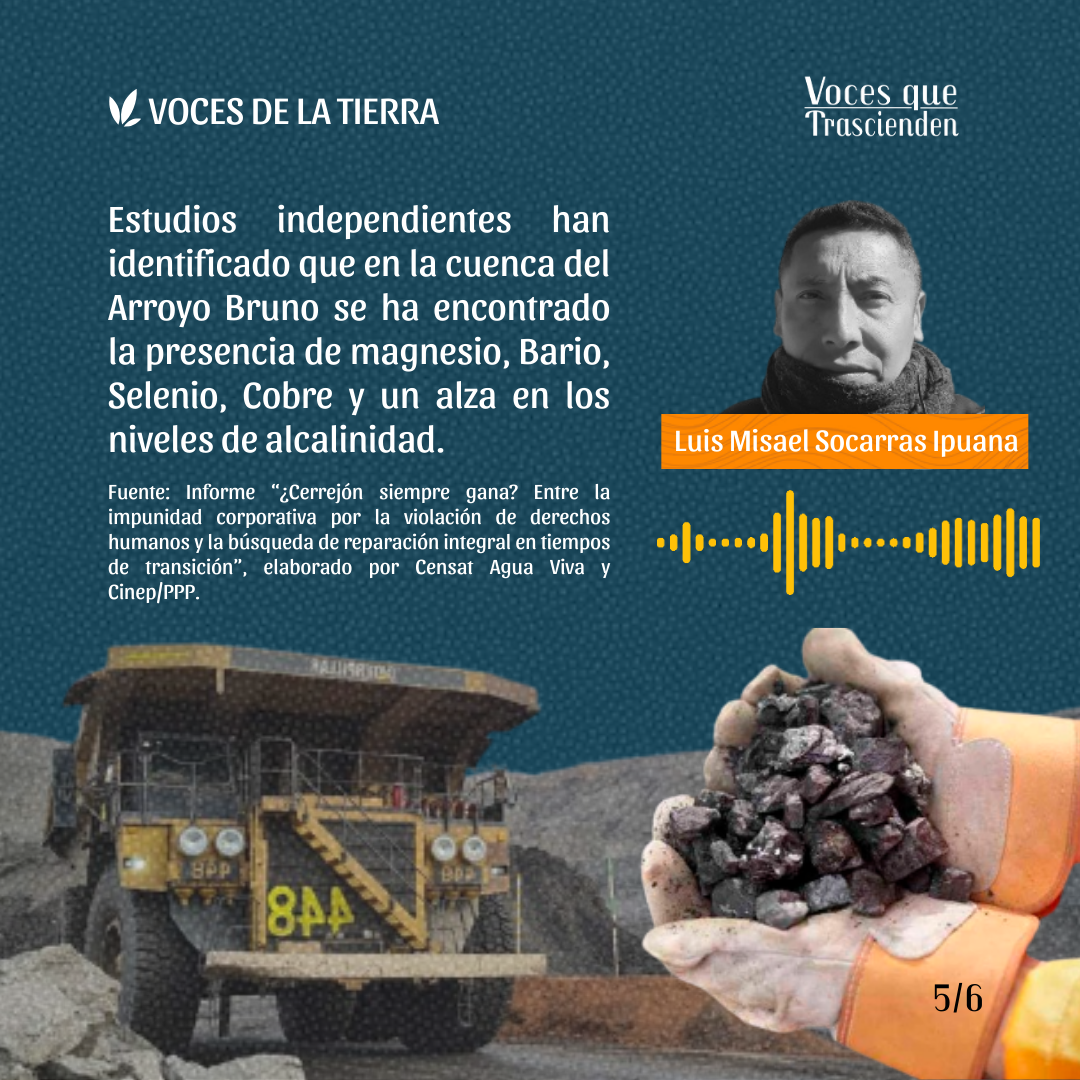 VOCES DE LA TIERRA
Voces que
Trascienden
Estudios independientes han
identificado que en la cuenca del
Arroyo Bruno se ha encontrado
la presencia de magnesio, Bario,
Selenio, Cobre y un alza en los
niveles de alcalinidad.
Fuente: Informe “¿Cerrejón siempre gana? Entre la
impunidad corporativa por la violación de derechos
humanos y la búsqueda de reparación integral en tiempos
de transición”, elaborado por Censat Agua Viva y
Cinep/PPP.
Luis Misael Socarras Ipuana
CATERPILLAR
448
5/6